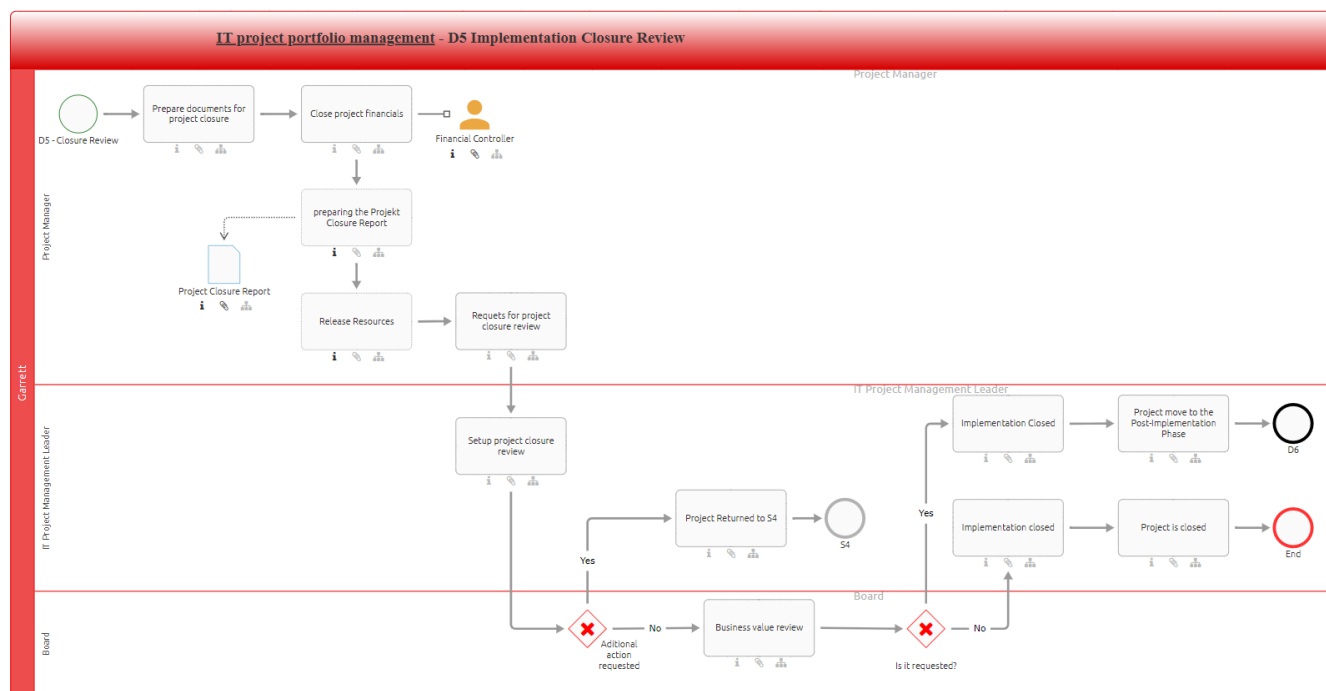 IT project portfolio management - D5 Implementation Closure Review
Project Manager
Garrett
Project Manager
D5 - Closure Review
Prepare documents for
project closure
Close project financials
Financial Controller
preparing the Projekt
Closure Report
Project Closure Report
Release Resources
Requets for project
closure review
IT Project Management Leader
IT Project Management Leader
Setup project closure
review
Project Returned to S4
S4
Yes
Implementation Closed
Project move to the
Post-Implementation
Phase
D6
Yes
Implementation closed
Project is closed
End
Board
Board
Aditional
action
requested
No
Business value review
Is it requested?
No